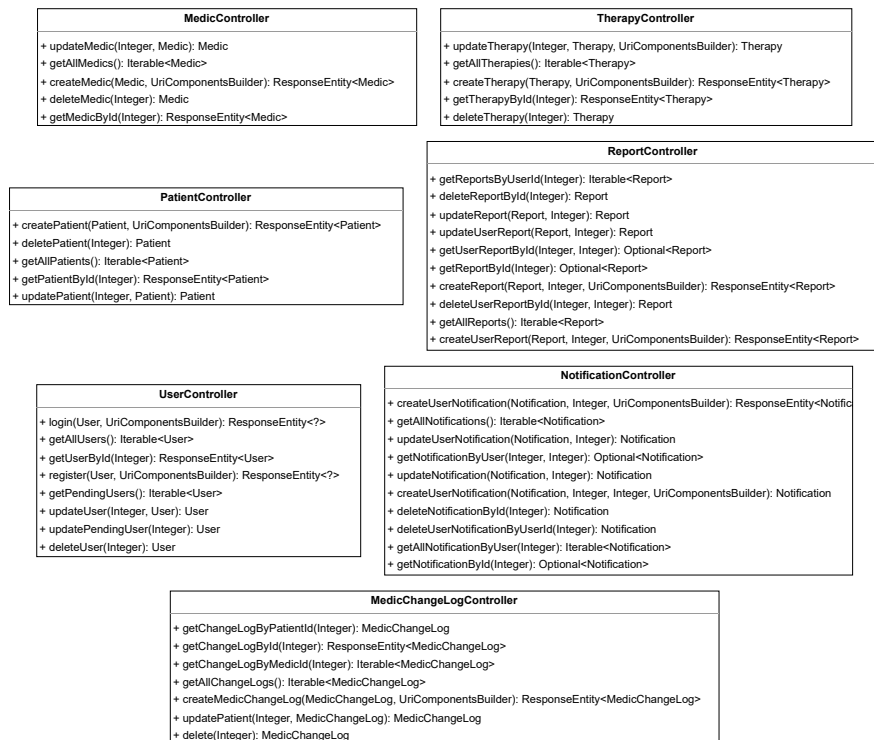 MedicController
+ updateMedic(Integer, Medic): Medic
+ getAllMedics(): Iterable<Medic>
+ createMedic(Medic, UriComponentsBuilder): ResponseEntity<Medic>
+ deleteMedic(Integer): Medic
+ getMedicById(Integer): ResponseEntity<Medic>
TherapyController
+ updateTherapy(Integer, Therapy, UriComponentsBuilder): Therapy
+ getAllTherapies(): Iterable<Therapy>
+ createTherapy(Therapy, UriComponentsBuilder): ResponseEntity<Therapy>
+ getTherapyById(Integer): ResponseEntity<Therapy>
+ deleteTherapy(Integer): Therapy
PatientController
+ createPatient(Patient, UriComponentsBuilder): ResponseEntity<Patient>
+ deletePatient(Integer): Patient
+ getAllPatients(): Iterable<Patient>
+ getPatientById(Integer): ResponseEntity<Patient>
+ updatePatient(Integer, Patient): Patient
ReportController
+ getReportsByUserId(Integer): Iterable<Report>
+ deleteReportById(Integer): Report
+ updateReport(Report, Integer): Report
+ updateUserReport(Report, Integer): Report
+ getUserReportById(Integer, Integer): Optional<Report>
+ getReportById(Integer): Optional<Report>
+ createReport(Report, Integer, UriComponentsBuilder): ResponseEntity<Report>
+ deleteUserReportById(Integer, Integer): Report
+ getAllReports(): Iterable<Report>
+ createUserReport(Report, Integer, UriComponentsBuilder): ResponseEntity<Report>
UserController
+ login(User, UriComponentsBuilder): ResponseEntity<?>
+ getAllUsers(): Iterable<User>
+ getUserById(Integer): ResponseEntity<User>
+ register(User, UriComponentsBuilder): ResponseEntity<?>
+ getPendingUsers(): Iterable<User>
+ updateUser(Integer, User): User
+ updatePendingUser(Integer): User
+ deleteUser(Integer): User
NotificationController
+ createUserNotification(Notification, Integer, UriComponentsBuilder): ResponseEntity<Notific
+ getAllNotifications(): Iterable<Notification>
+ updateUserNotification(Notification, Integer): Notification
+ getNotificationByUser(Integer, Integer): Optional<Notification>
+ updateNotification(Notification, Integer): Notification
+ createUserNotification(Notification, Integer, Integer, UriComponentsBuilder): Notification
+ deleteNotificationById(Integer): Notification
+ deleteUserNotificationByUserId(Integer): Notification
+ getAllNotificationByUser(Integer): Iterable<Notification>
+ getNotificationById(Integer): Optional<Notification>
MedicChangeLogController
+ getChangeLogByPatientId(Integer): MedicChangeLog
+ getChangeLogById(Integer): ResponseEntity<MedicChangeLog>
+ getChangeLogByMedicId(Integer): Iterable<MedicChangeLog>
+ getAllChangeLogs(): Iterable<MedicChangeLog>
+ createMedicChangeLog(MedicChangeLog, UriComponentsBuilder): ResponseEntity<MedicChangeLog>
+ updatePatient(Integer, MedicChangeLog): MedicChangeLog
+ delete(Integer): MedicChangeLog